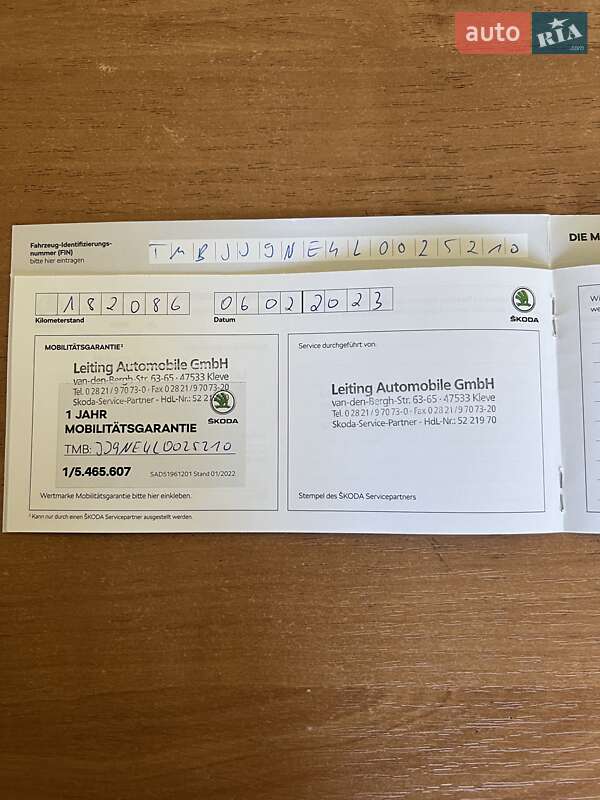 auto RIA .com
Fahrzeug-Identifizierungs-
nummer (FIN)
bitte hier eintragen
TMBJJ9NE4L0025210
DIE M
182086
06022023
Kilometerstand
Datum
ŠKODA
MOBILITÄTSGARANTIE¹
Leiting Automobile GmbH
van-den-Bergh-Str. 63-65 · 47533 Kleve
Tel. 0 28 21/9 70 73-0 · Fax 0 28 21/9 70 73-20
Skoda-Service-Partner - HdL-Nr.: 52 21
1 JAHR
MOBILITÄTSGARANTIE
ŠKODA
TMB: JJ9NE4L0025210
1/5.465.607
SAD51961201 Stand 01/2022
Wertmarke Mobilitätsgarantie bitte hier einkleben.
Service durchgeführt von:
Leiting Automobile GmbH
van-den-Bergh-Str. 63-65 · 47533 Kleve
Tel. 0 28 21/9 70 73-0 · Fax 0 28 21/9 70 73-20
Skoda-Service-Partner - HdL-Nr.: 52 219 70
Stempel des ŠKODA Servicepartners
¹ Kann nur durch einen ŠKODA Servicepartner ausgestellt werden.
Wi
we